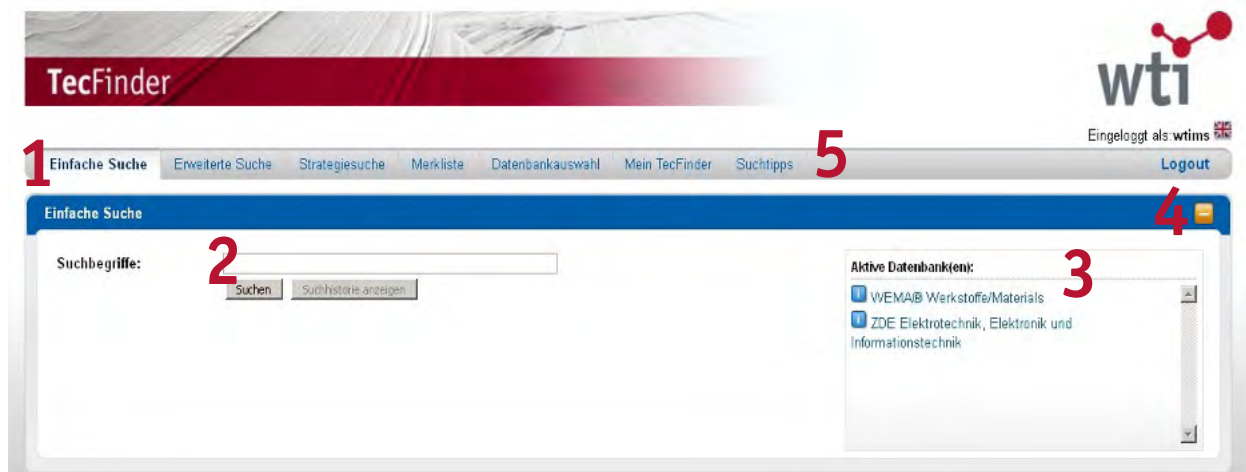 TecFinder
wti
Eingeloggt als:wtims
1 Einfache Suche Erweiterte Suche Strategiesuche Merkliste Datenbankauswahl Mein TecFinder Suchtipps 5 Logout
Einfache Suche 4
Suchbegriffe: 2
Suchen Suchhistorie anzeigen
Aktive Datenbank(en): 3
WEMA® Werkstoffe/Materials
ZDE Elektrotechnik, Elektronik und
Informationstechnik